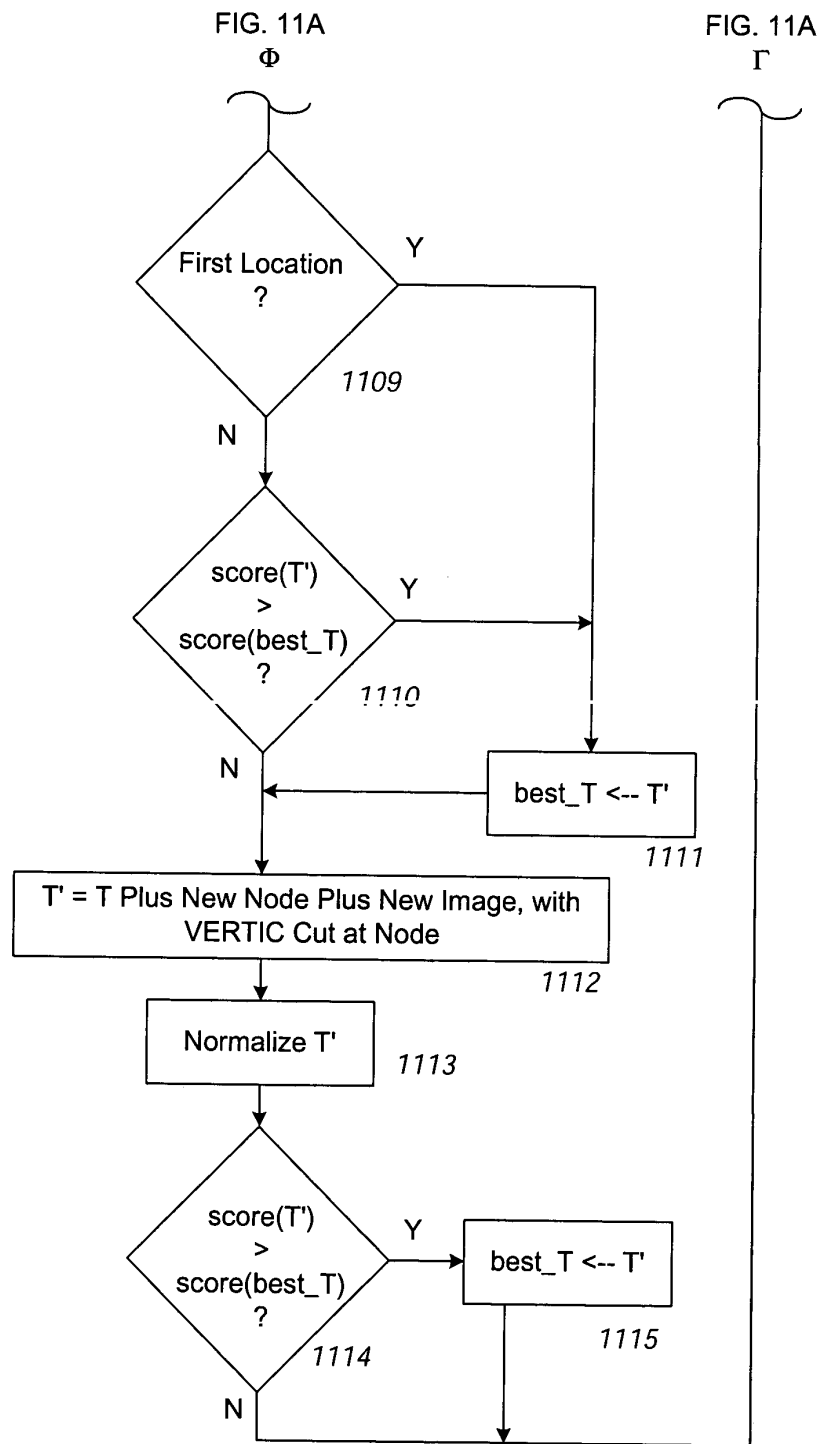 FIG. 11A
Φ
FIG. 11A
Γ
First Location
?
Y
1109
N
score(T')
>
score(best_T)
?
Y
1110
N
best_T <-- T'
1111
T' = T Plus New Node Plus New Image, with
VERTIC Cut at Node
1112
Normalize T'
1113
score(T')
>
score(best_T)
?
Y
best_T <-- T'
1114
1115
N